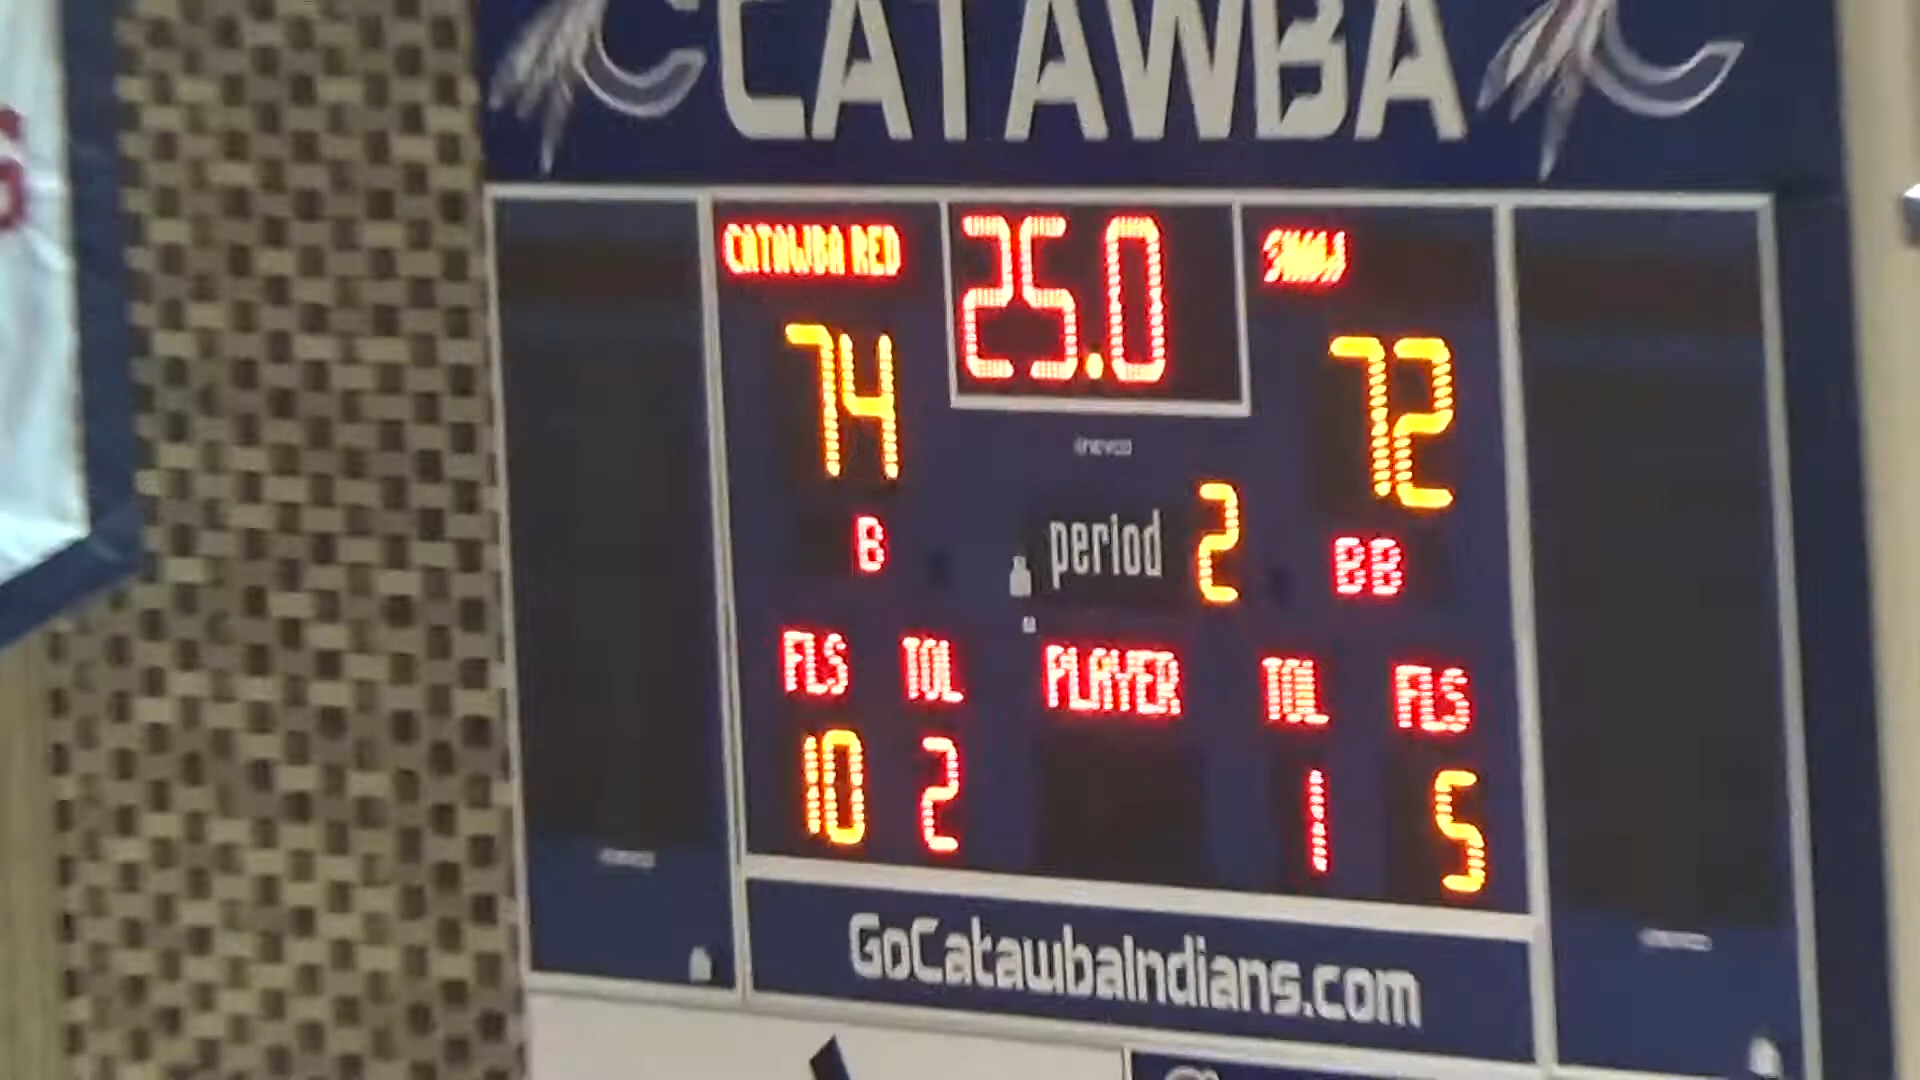 CATAWBA
CATAWBA RED
25.0
74
72
B
period
2
BB
FLS
TOL
PLAYER
TOL
FLS
10
2
1
5
GoCatawbaIndians.com